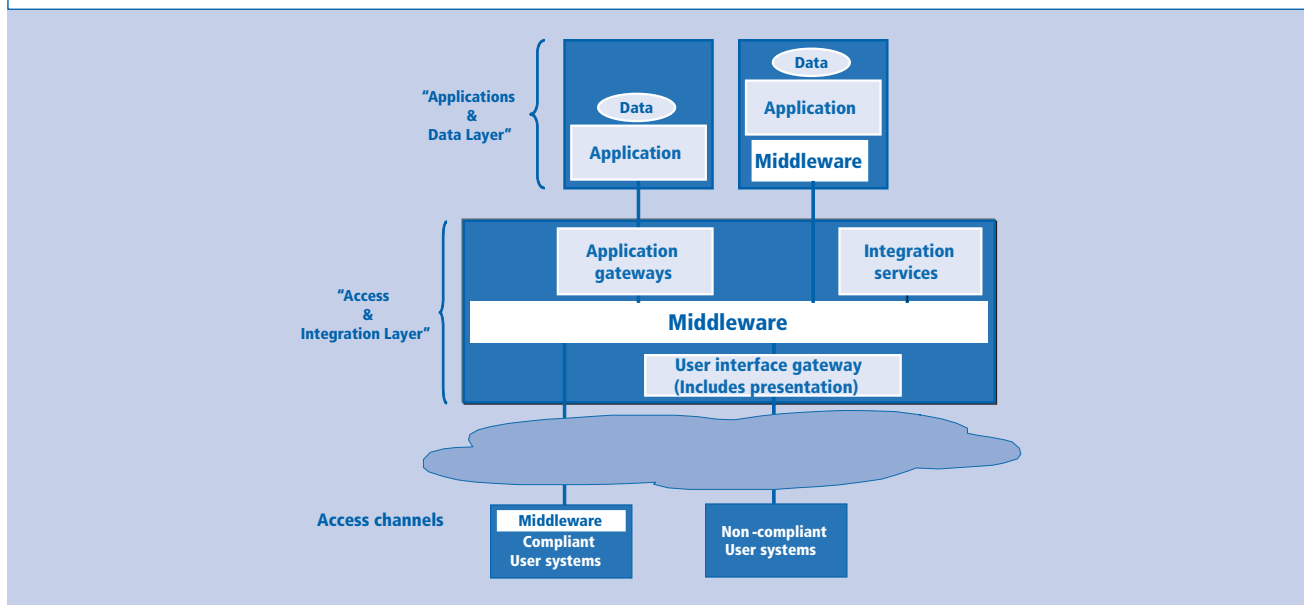 “Applications
&
Data Layer”
Data
Application
Data
Application
Middleware
“Access
&
Integration Layer”
Application
gateways
Integration
services
Middleware
User interface gateway
(Includes presentation)
Access channels
Middleware
Compliant
User systems
Non-compliant
User systems